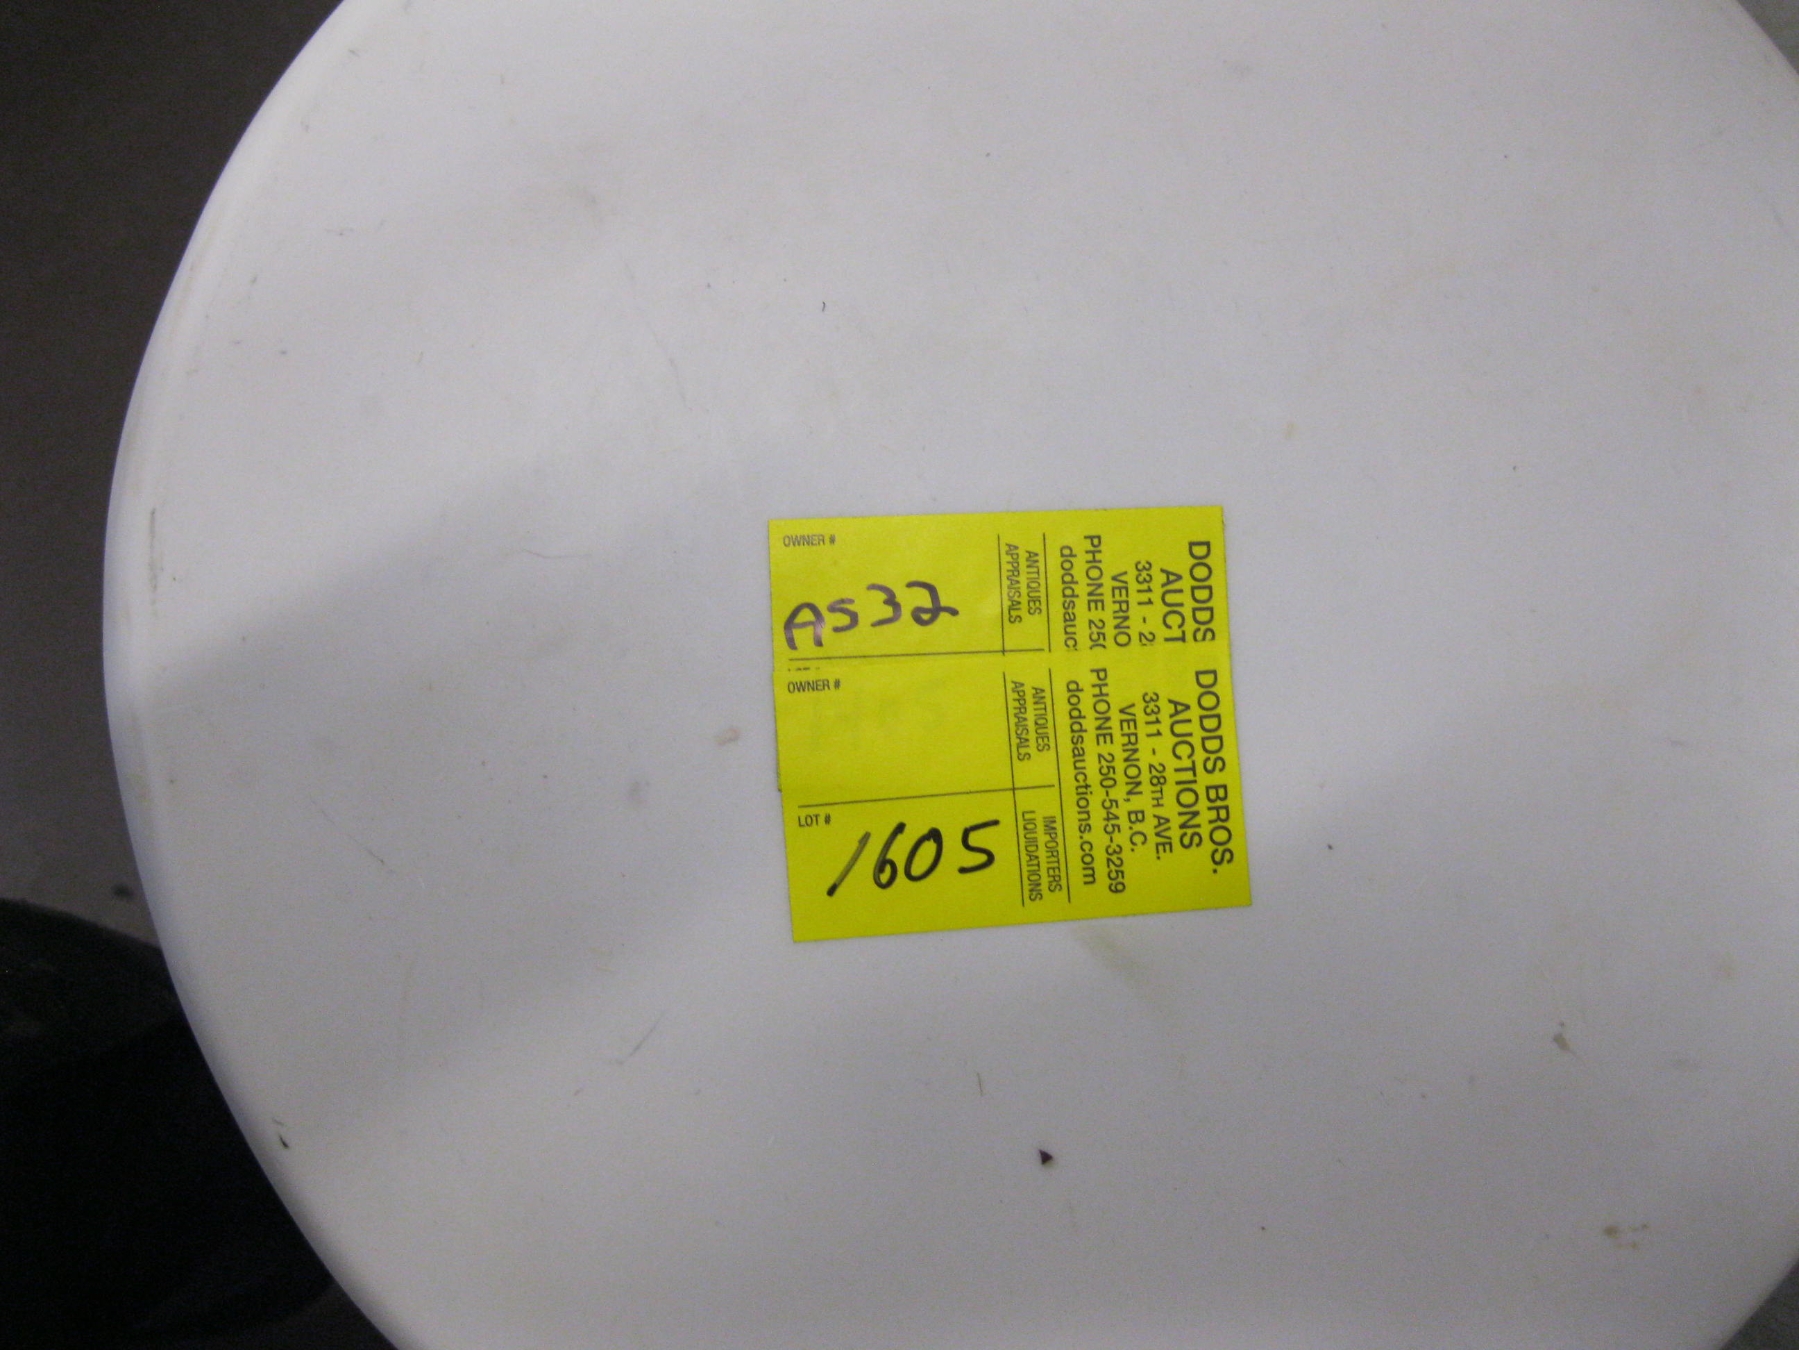 DODDS
AUCT
3311 - 2
VERNO
PHONE 25
doddsauc
ANTIQUES
APPRAISALS
OWNER #
A532
DODDS BROS.
AUCTIONS
3311 - 28TH AVE.
VERNON, B.C.
PHONE 250-545-3259
doddsauctions.com
ANTIQUES IMPORTERS
APPRAISALS LIQUIDATIONS
OWNER # LOT #
1605